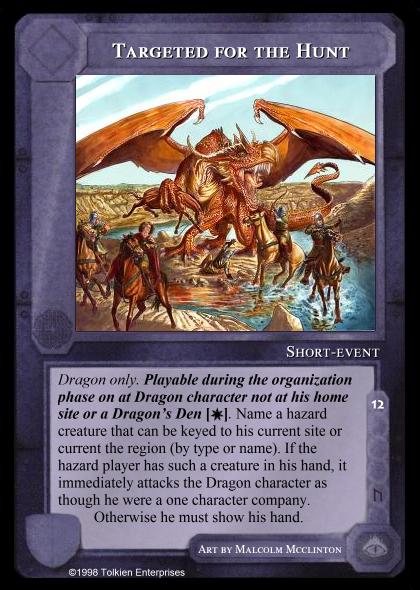 TARGETED FOR THE HUNT
SHORT-EVENT
Dragon only. Playable during the organization
phase on at Dragon character not at his home
site or a Dragon's Den [✷]. Name a hazard
creature that can be keyed to his current site or
current the region (by type or name). If the
hazard player has such a creature in his hand, it
immediately attacks the Dragon character as
though he were a one character company.
Otherwise he must show his hand.
12
ART BY MALCOLM MCCLINTON
©1998 Tolkien Enterprises